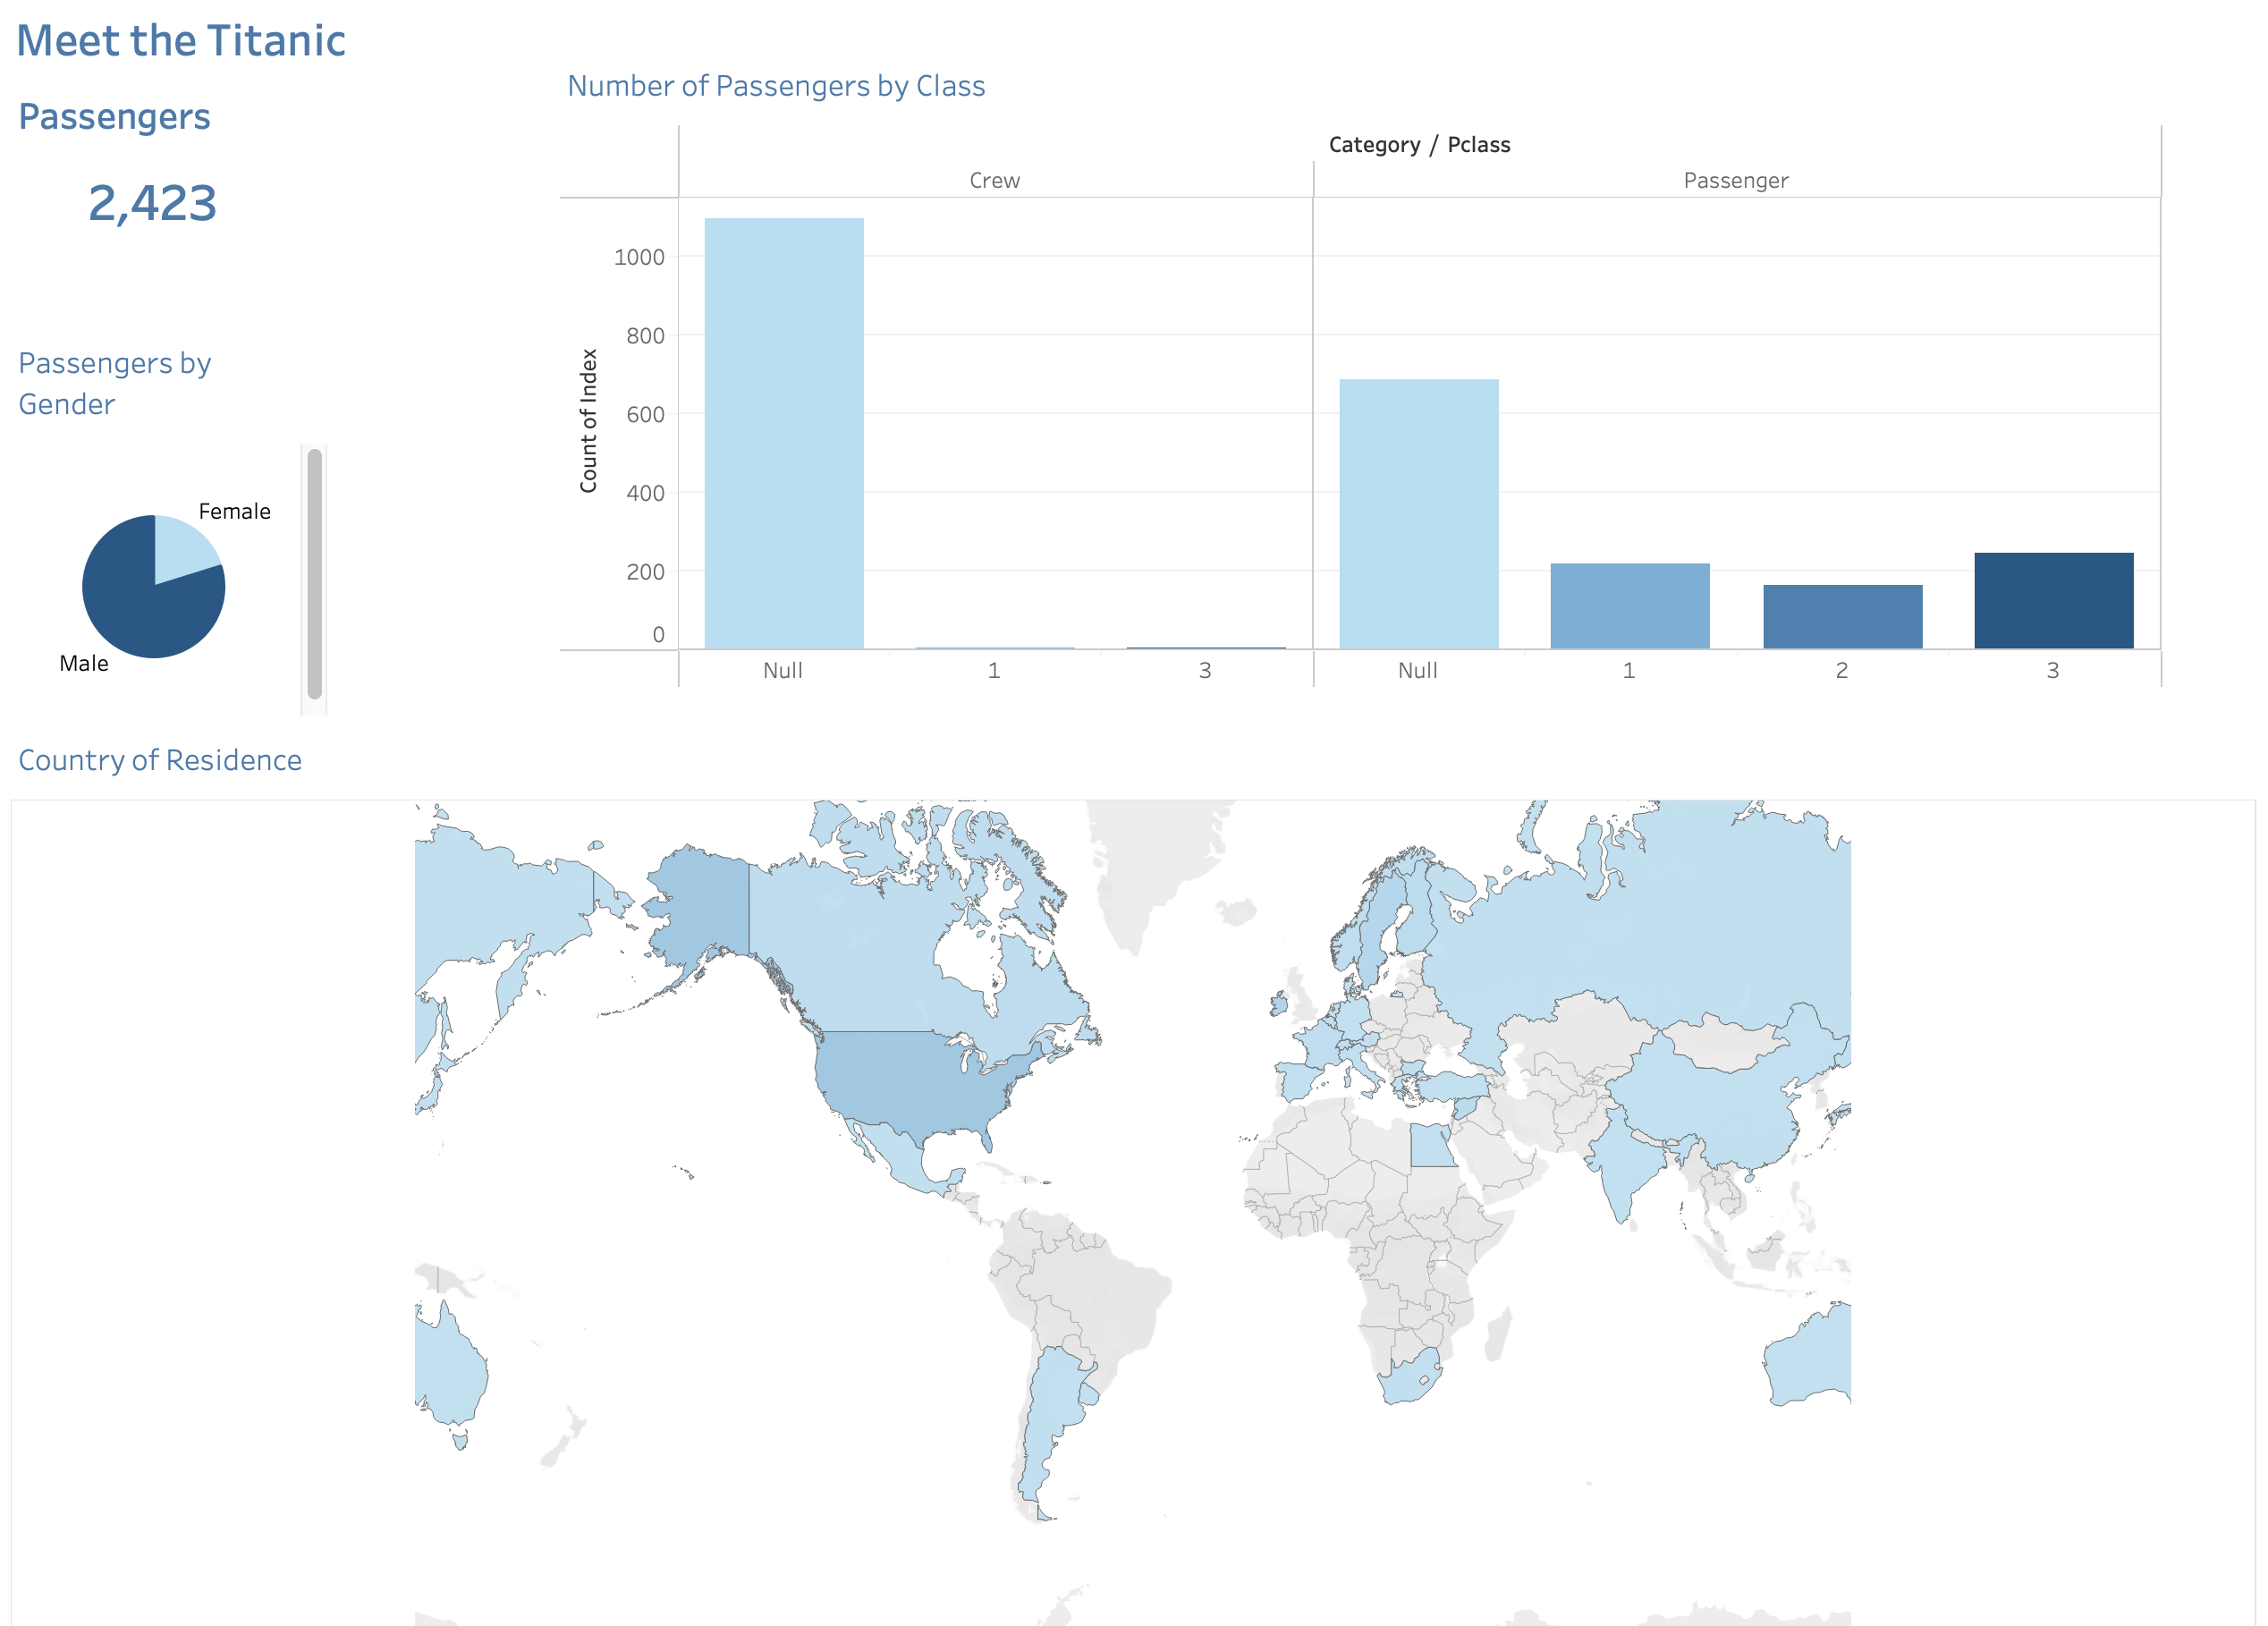 Meet the Titanic
Passengers
2,423
Passengers by
Gender
Female
Male
Number of Passengers by Class
Category / Pclass
Crew
Passenger
Count of Index
1000
800
600
400
200
0
Null
1
3
Null
1
2
3
Country of Residence